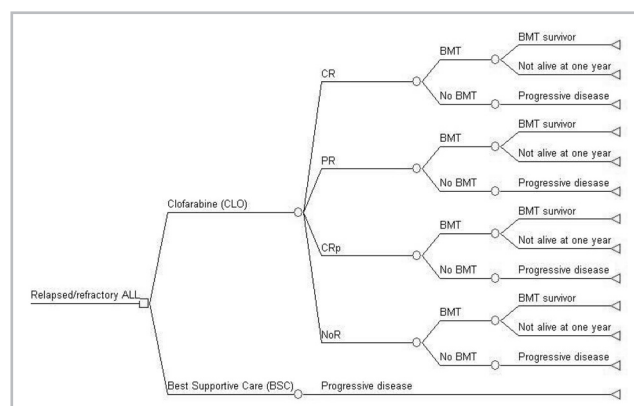 BMT survivor
BMT
Not alive at one year
CR
No BMT
Progressive disease
BMT survivor
BMT
Not alive at one year
PR
No BMT
Progressive disease
Clofarabine (CLO)
BMT survivor
BMT
Not alive at one year
CRp
No BMT
Progressive disease
Relapsed/refractory ALL
BMT survivor
BMT
Not alive at one year
NoR
No BMT
Progressive disease
Best Supportive Care (BSC)
Progressive disease